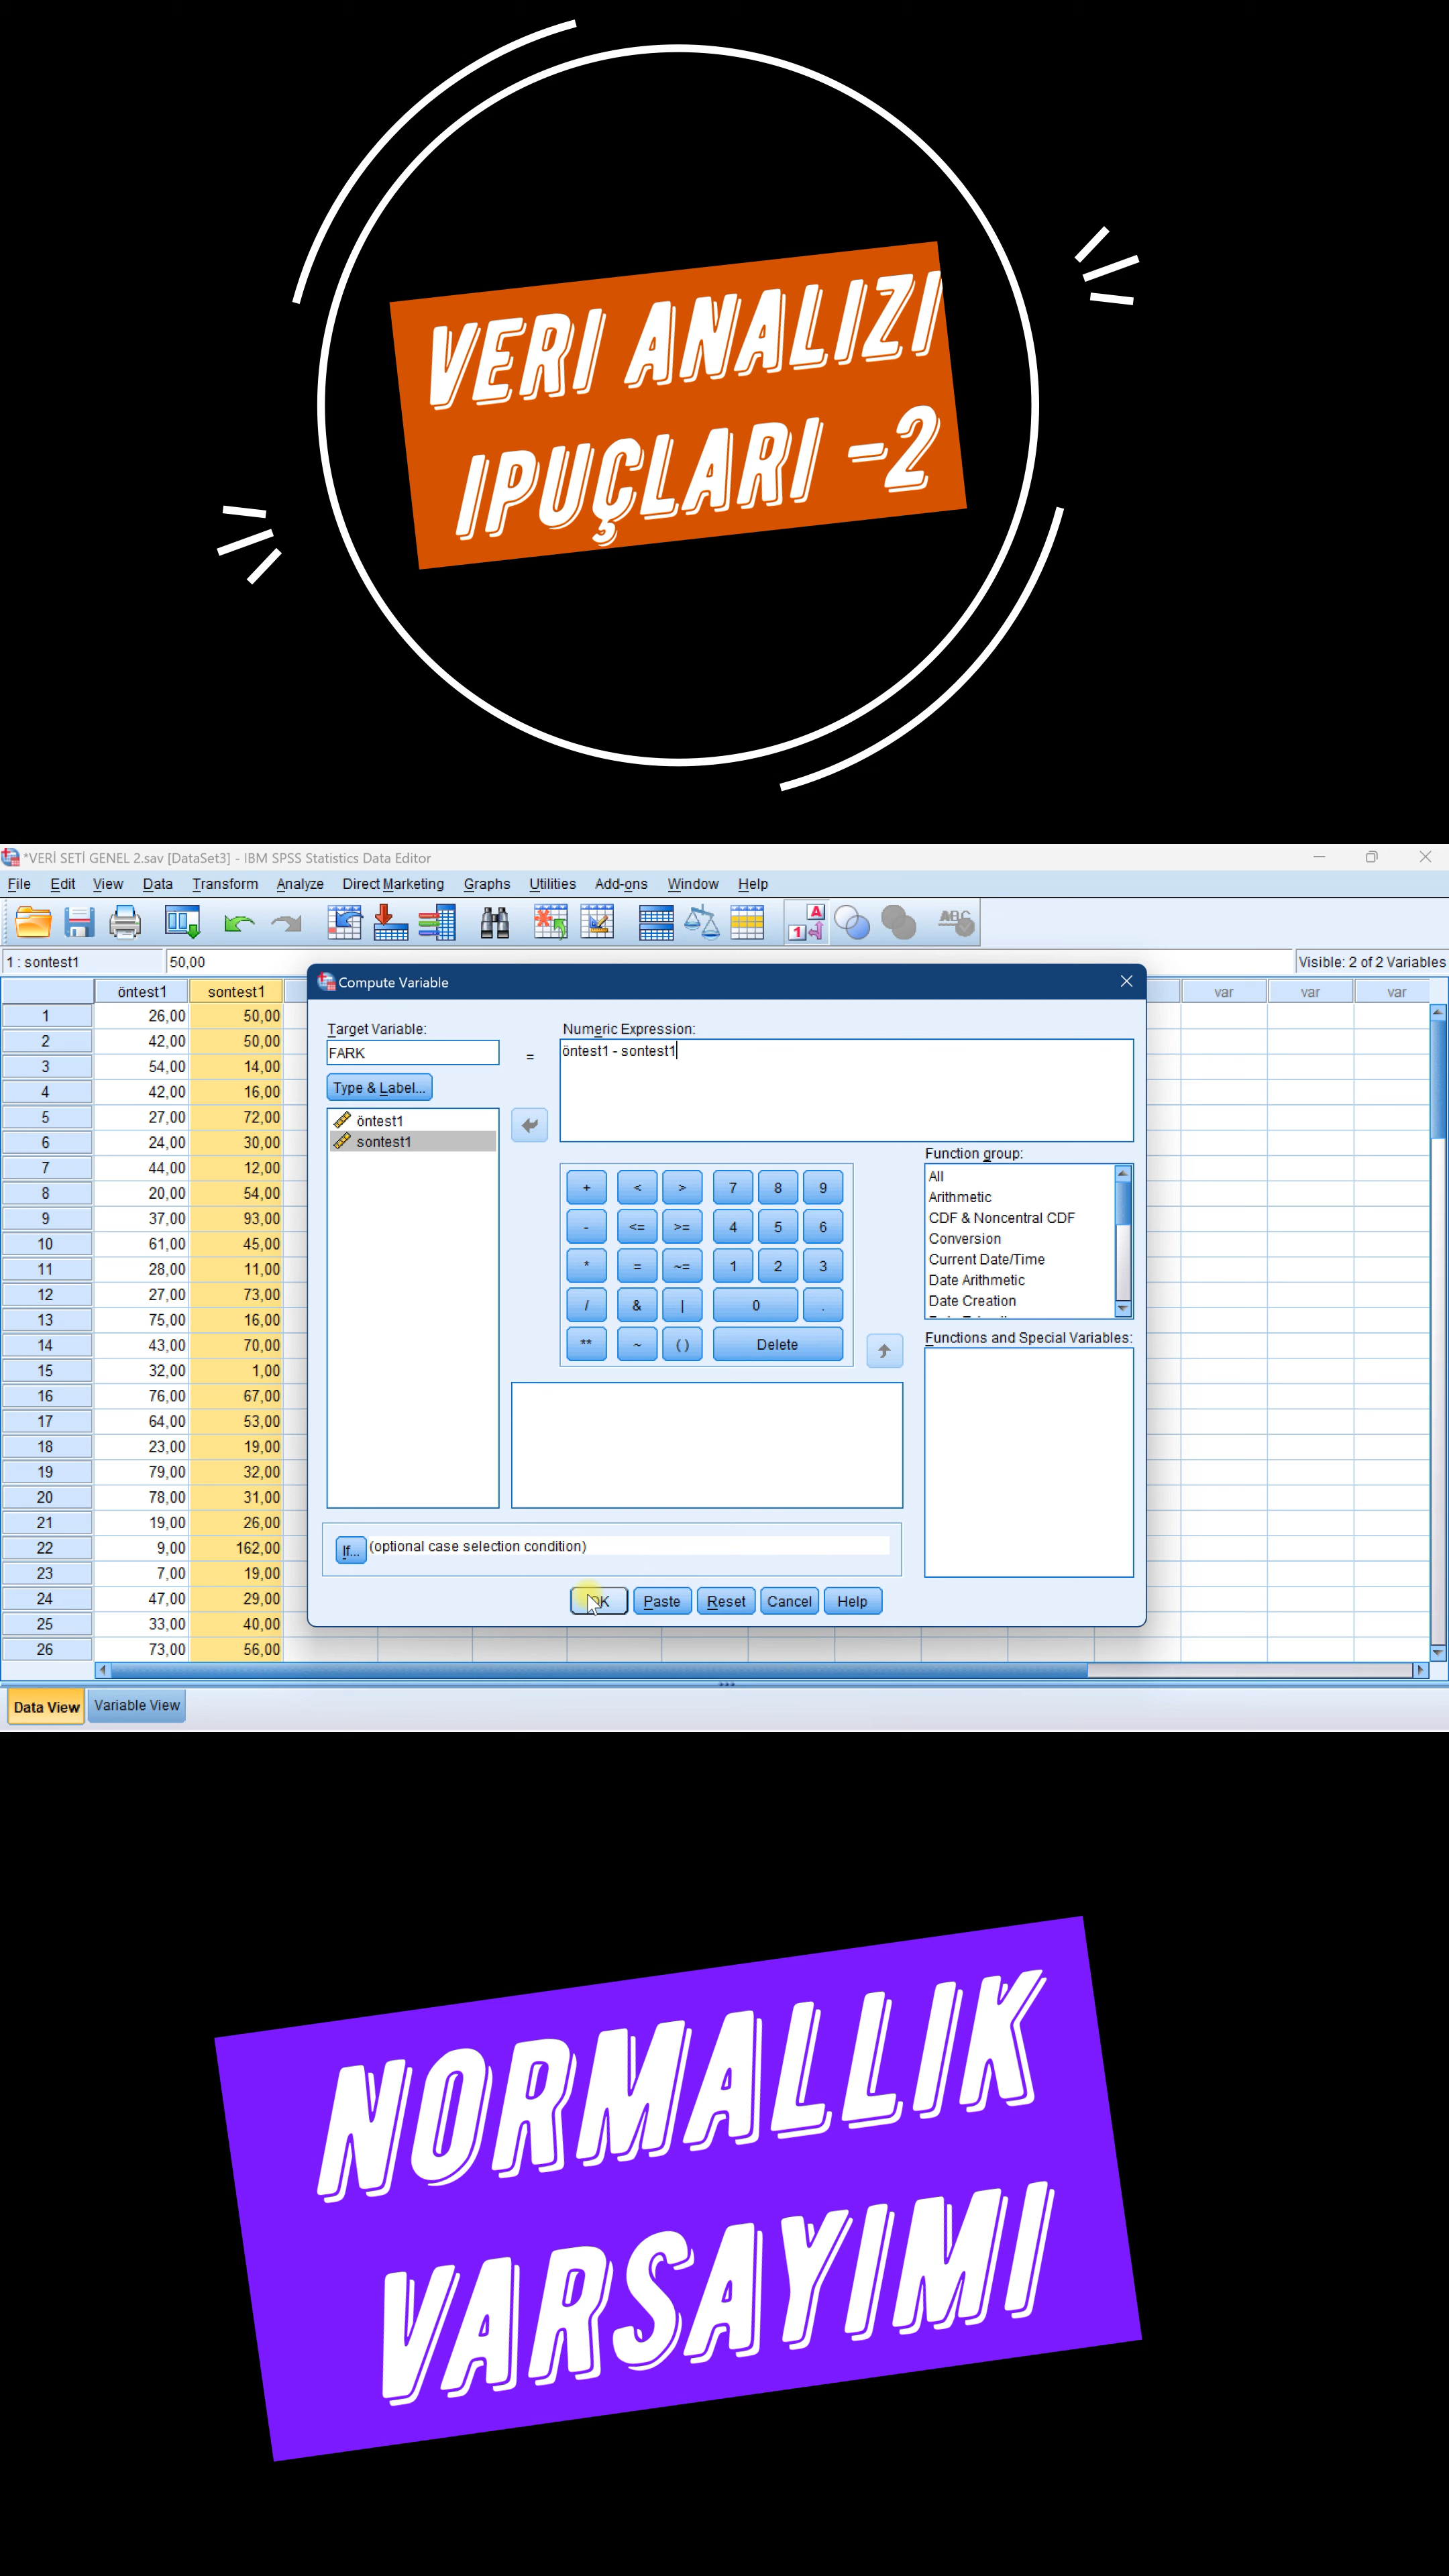 VERI ANALIZI
IPUÇLARI -2
*VERİ SETİ GENEL 2.sav [DataSet3] - IBM SPSS Statistics Data Editor
File Edit View Data Transform Analyze Direct Marketing Graphs Utilities Add-ons Window Help
A
1
ABC
1 : sontest1 50,00 Visible: 2 of 2 Variables
öntest1 sontest1 var var var
1 26,00 50,00
2 42,00 50,00
3 54,00 14,00
4 42,00 16,00
5 27,00 72,00
6 24,00 30,00
7 44,00 12,00
8 20,00 54,00
9 37,00 93,00
10 61,00 45,00
11 28,00 11,00
12 27,00 73,00
13 75,00 16,00
14 43,00 70,00
15 32,00 1,00
16 76,00 67,00
17 64,00 53,00
18 23,00 19,00
19 79,00 32,00
20 78,00 31,00
21 19,00 26,00
22 9,00 162,00
23 7,00 19,00
24 47,00 29,00
25 33,00 40,00
26 73,00 56,00
Compute Variable
Target Variable:
FARK
=
Numeric Expression:
öntest1 - sontest1
Type & Label...
öntest1
sontest1
+ < > 7 8 9
- <= >= 4 5 6
* = ~= 1 2 3
/ & | 0 .
** ~ ( ) Delete
Function group:
All
Arithmetic
CDF & Noncentral CDF
Conversion
Current Date/Time
Date Arithmetic
Date Creation
Functions and Special Variables:
If... (optional case selection condition)
OK Paste Reset Cancel Help
Data View Variable View
NORMALLIK
VARSAYIMI